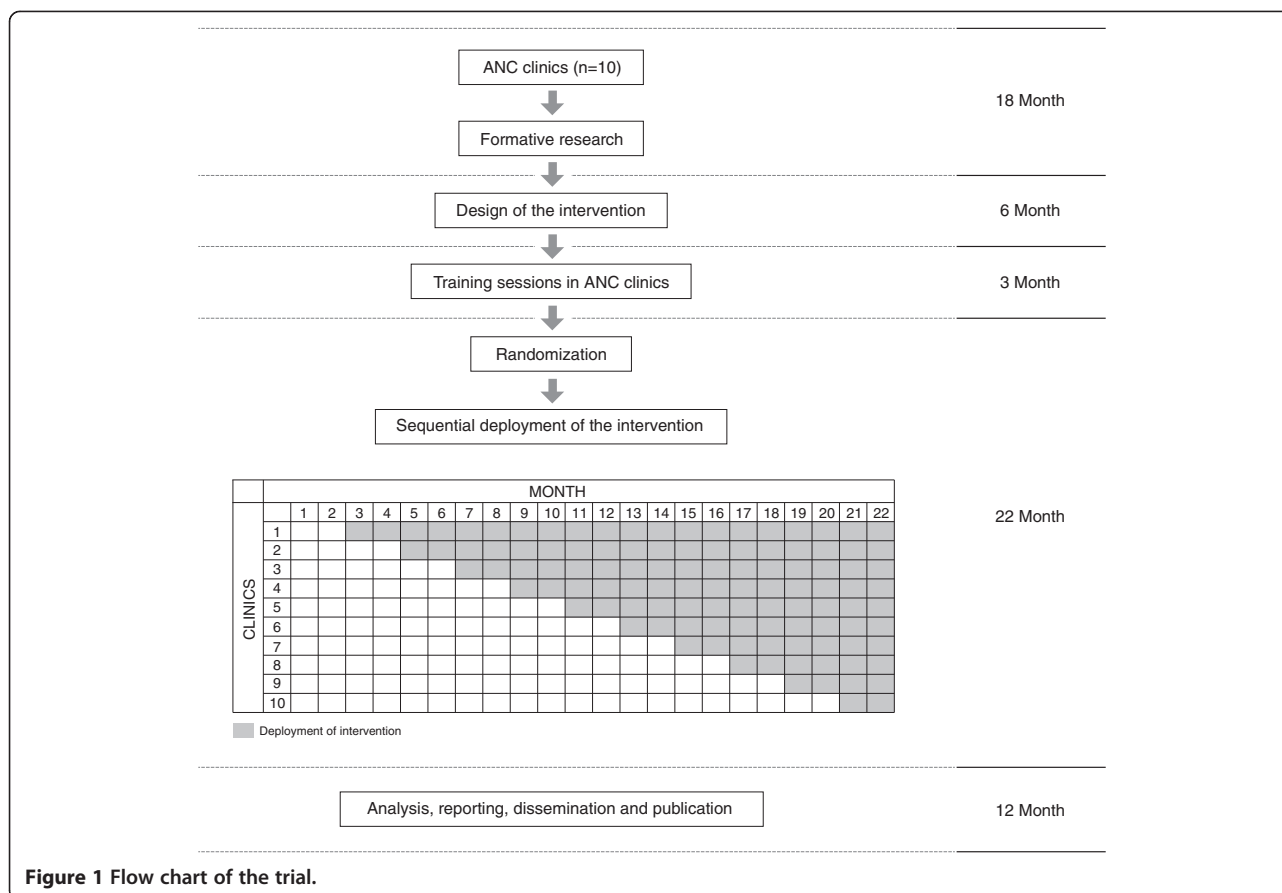 ANC clinics (n=10)
18 Month
Formative research
Design of the intervention
6 Month
Training sessions in ANC clinics
3 Month
Randomization
Sequential deployment of the intervention
22 Month
MONTH
1 2 3 4 5 6 7 8 9 10 11 12 13 14 15 16 17 18 19 20 21 22
CLINICS
1
2
3
4
5
6
7
8
9
10
Deployment of intervention
Analysis, reporting, dissemination and publication
12 Month
Figure 1 Flow chart of the trial.